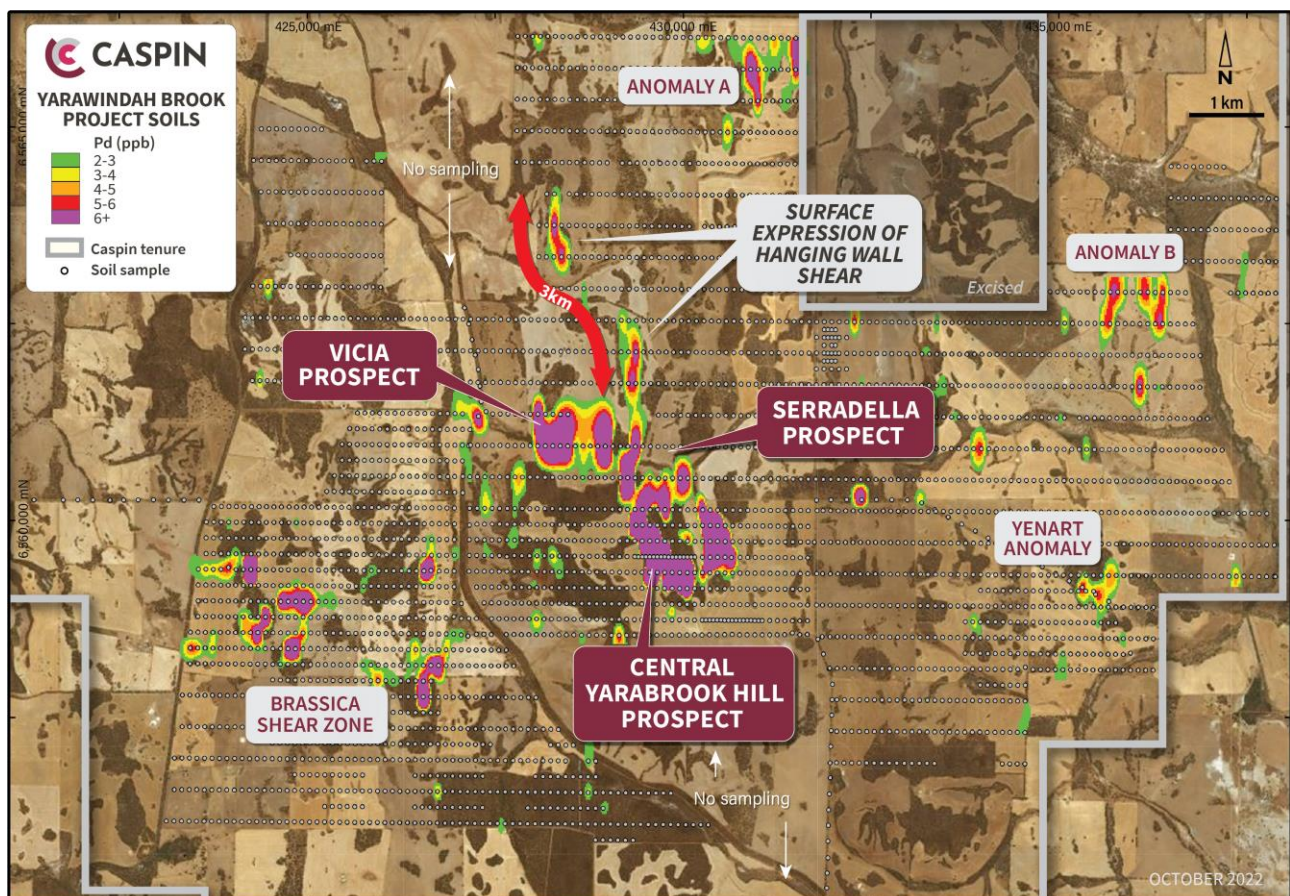 425,000 mE
430,000 mE
435,000 mE
CASPIN
YARAWINDAH BROOK
PROJECT SOILS
Pd (ppb)
2-3
3-4
4-5
5-6
6+
Caspin tenure
Soil sample
6,565,000 mN
6,560,000 mN
No sampling
ANOMALY A
N
1 km
SURFACE
EXPRESSION OF
HANGING WALL
SHEAR
Excised
ANOMALY B
3km
VICIA
PROSPECT
SERRADELLA
PROSPECT
YENART
ANOMALY
BRASSICA
SHEAR ZONE
CENTRAL
YARABROOK HILL
PROSPECT
No sampling
OCTOBER 2022